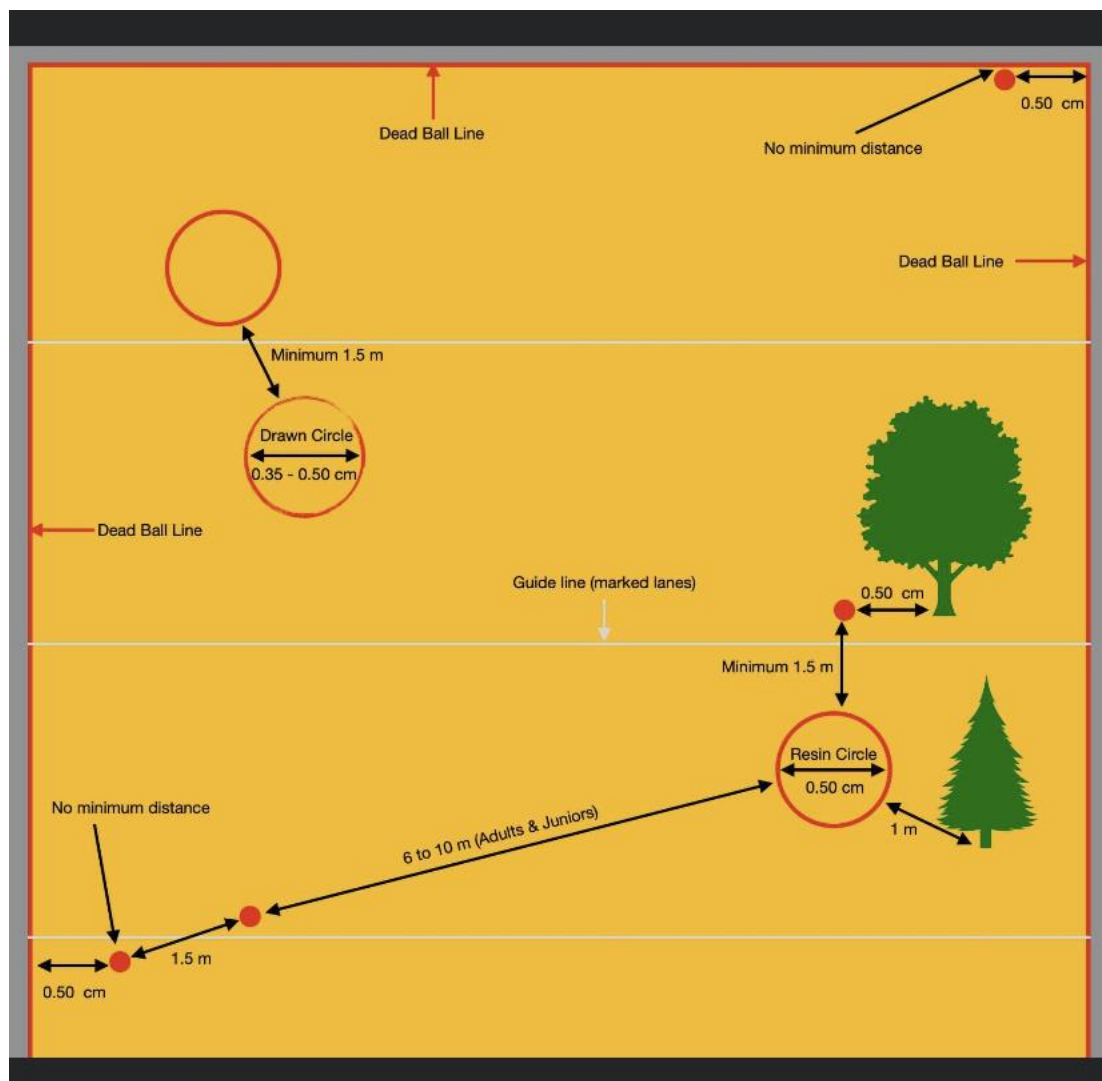 0.50 cm
Dead Ball Line
No minimum distance
Dead Ball Line
Minimum 1.5 m
Drawn Circle
0.35 - 0.50 cm
Dead Ball Line
Guide line (marked lanes)
0.50 cm
Minimum 1.5 m
Resin Circle
0.50 cm
No minimum distance
6 to 10 m (Adults & Juniors)
1 m
1.5 m
0.50 cm